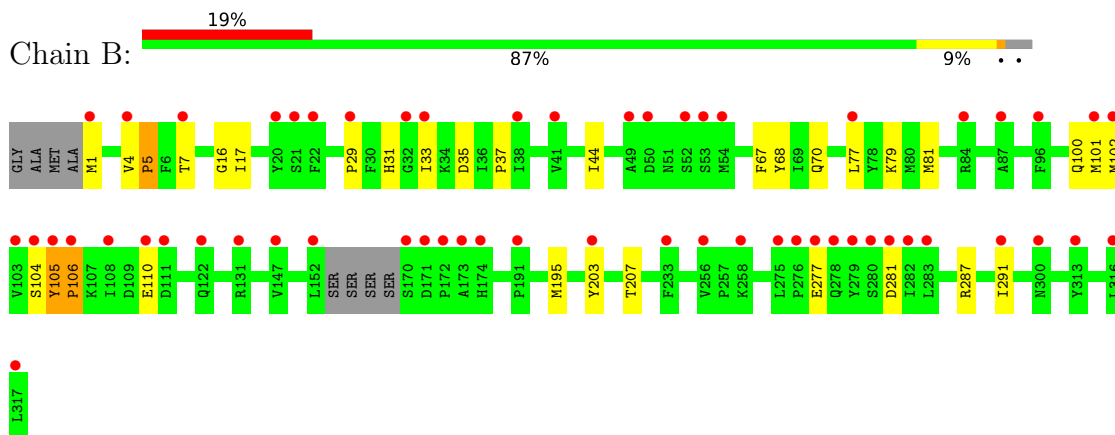 19%
Chain B:
87% 9% • •
GLY ALA MET ALA M1 V4 P5 F6 T7 G16 I17 Y20 S21 F22 P29 F30 H31 G32 I33 K34 D35 I36 P37 I38 V41 I44 A49 D50 N51 S52 S53 M54 F67 Y68 I69 Q70 L77 Y78 K79 M80 M81 R84 A87 F96 Q100 M101 M102
V103 S104 Y105 P106 K107 I108 D109 E110 D111 Q122 R131 V147 L152 SER SER SER SER S170 D171 P172 A173 H174 P191 M195 Y203 T207 F233 V256 P257 K258 L275 P276 E277 Q278 Y279 S280 D281 I282 L283 R287 I291 N300 Y313 L316
L317